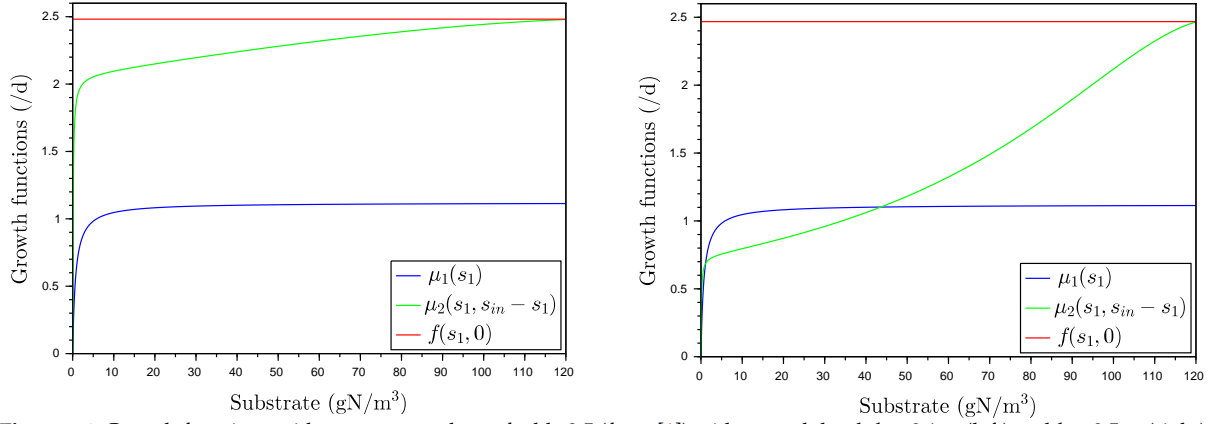 2.5
2
1.5
1
0.5
0
Growth functions (/d)
μ₁(s₁)
μ₂(s₁, sᵢₙ − s₁)
f(s₁, 0)
0 10 20 30 40 50 60 70 80 90 100 110 120
Substrate (gN/m³)
2.5
2
1.5
1
0.5
0
Growth functions (/d)
μ₁(s₁)
μ₂(s₁, sᵢₙ − s₁)
f(s₁, 0)
0 10 20 30 40 50 60 70 80 90 100 110 120
Substrate (gN/m³)